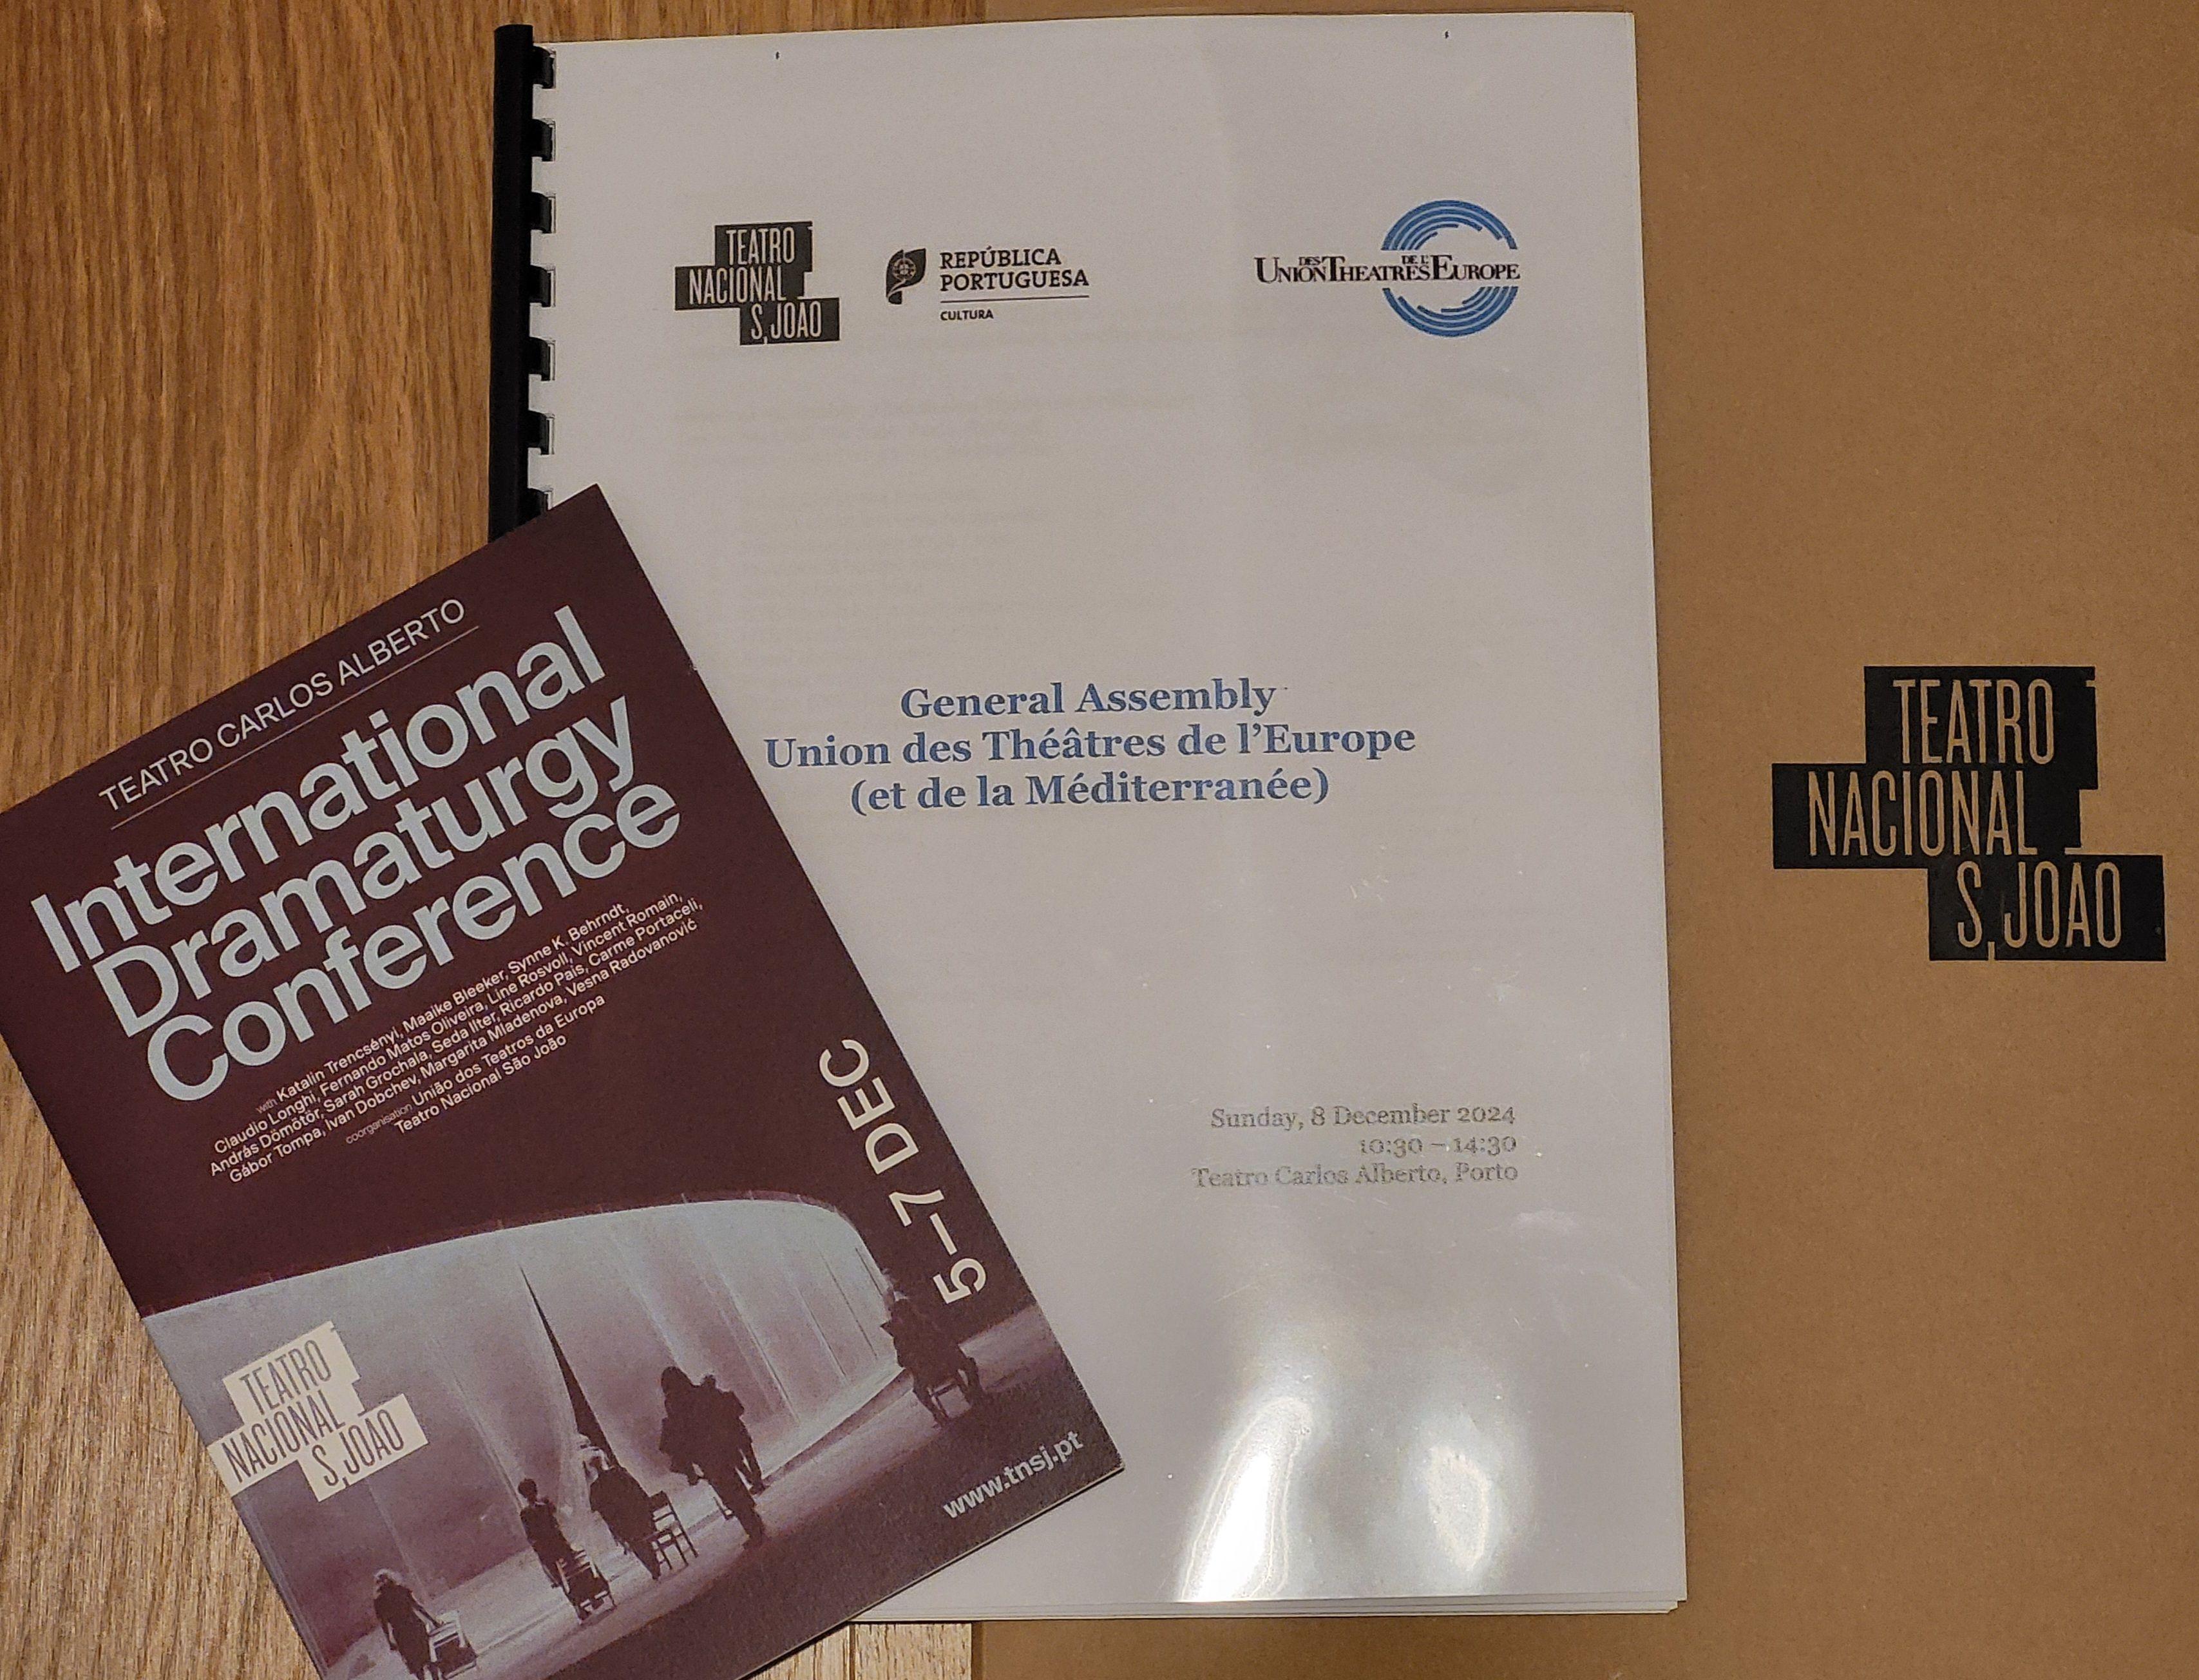 TEATRO
NACIONAL
S,JOÃO
REPÚBLICA
PORTUGUESA
CULTURA
UNION DES THEATRES DE L'EUROPE
General Assembly
Union des Théâtres de l'Europe
(et de la Méditerranée)
Sunday, 8 December 2024
10:30 – 14:30
Teatro Carlos Alberto, Porto
TEATRO CARLOS ALBERTO
International
Dramaturgy
Conference
with Katalin Trencsényi, Maaike Bleeker, Synne K. Behrndt,
Claudio Longhi, Fernando Matos Oliveira, Line Rosvoll, Vincent Romain,
András Dömötör, Sarah Grochala, Seda Ilter, Ricardo Pais, Carme Portaceli,
Gábor Tompa, Ivan Dobchev, Margarita Mladenova, Vesna Radovanović
coorganisation União dos Teatros da Europa
Teatro Nacional São João
5–7 DEC
TEATRO
NACIONAL
S,JOÃO
www.tnsj.pt
TEATRO
NACIONAL
S,JOÃO